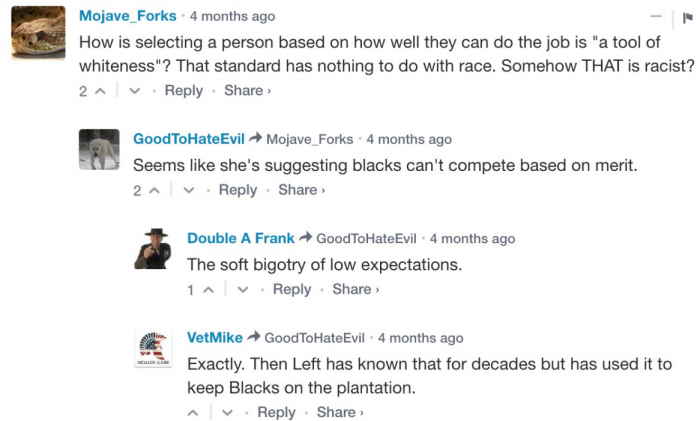 Mojave_Forks · 4 months ago
How is selecting a person based on how well they can do the job is "a tool of
whiteness"? That standard has nothing to do with race. Somehow THAT is racist?
2 Reply · Share ›
GoodToHateEvil Mojave_Forks · 4 months ago
Seems like she's suggesting blacks can't compete based on merit.
2 Reply · Share ›
Double A Frank GoodToHateEvil · 4 months ago
The soft bigotry of low expectations.
1 Reply · Share ›
VetMike GoodToHateEvil · 4 months ago
Exactly. Then Left has known that for decades but has used it to
keep Blacks on the plantation.
Reply · Share ›